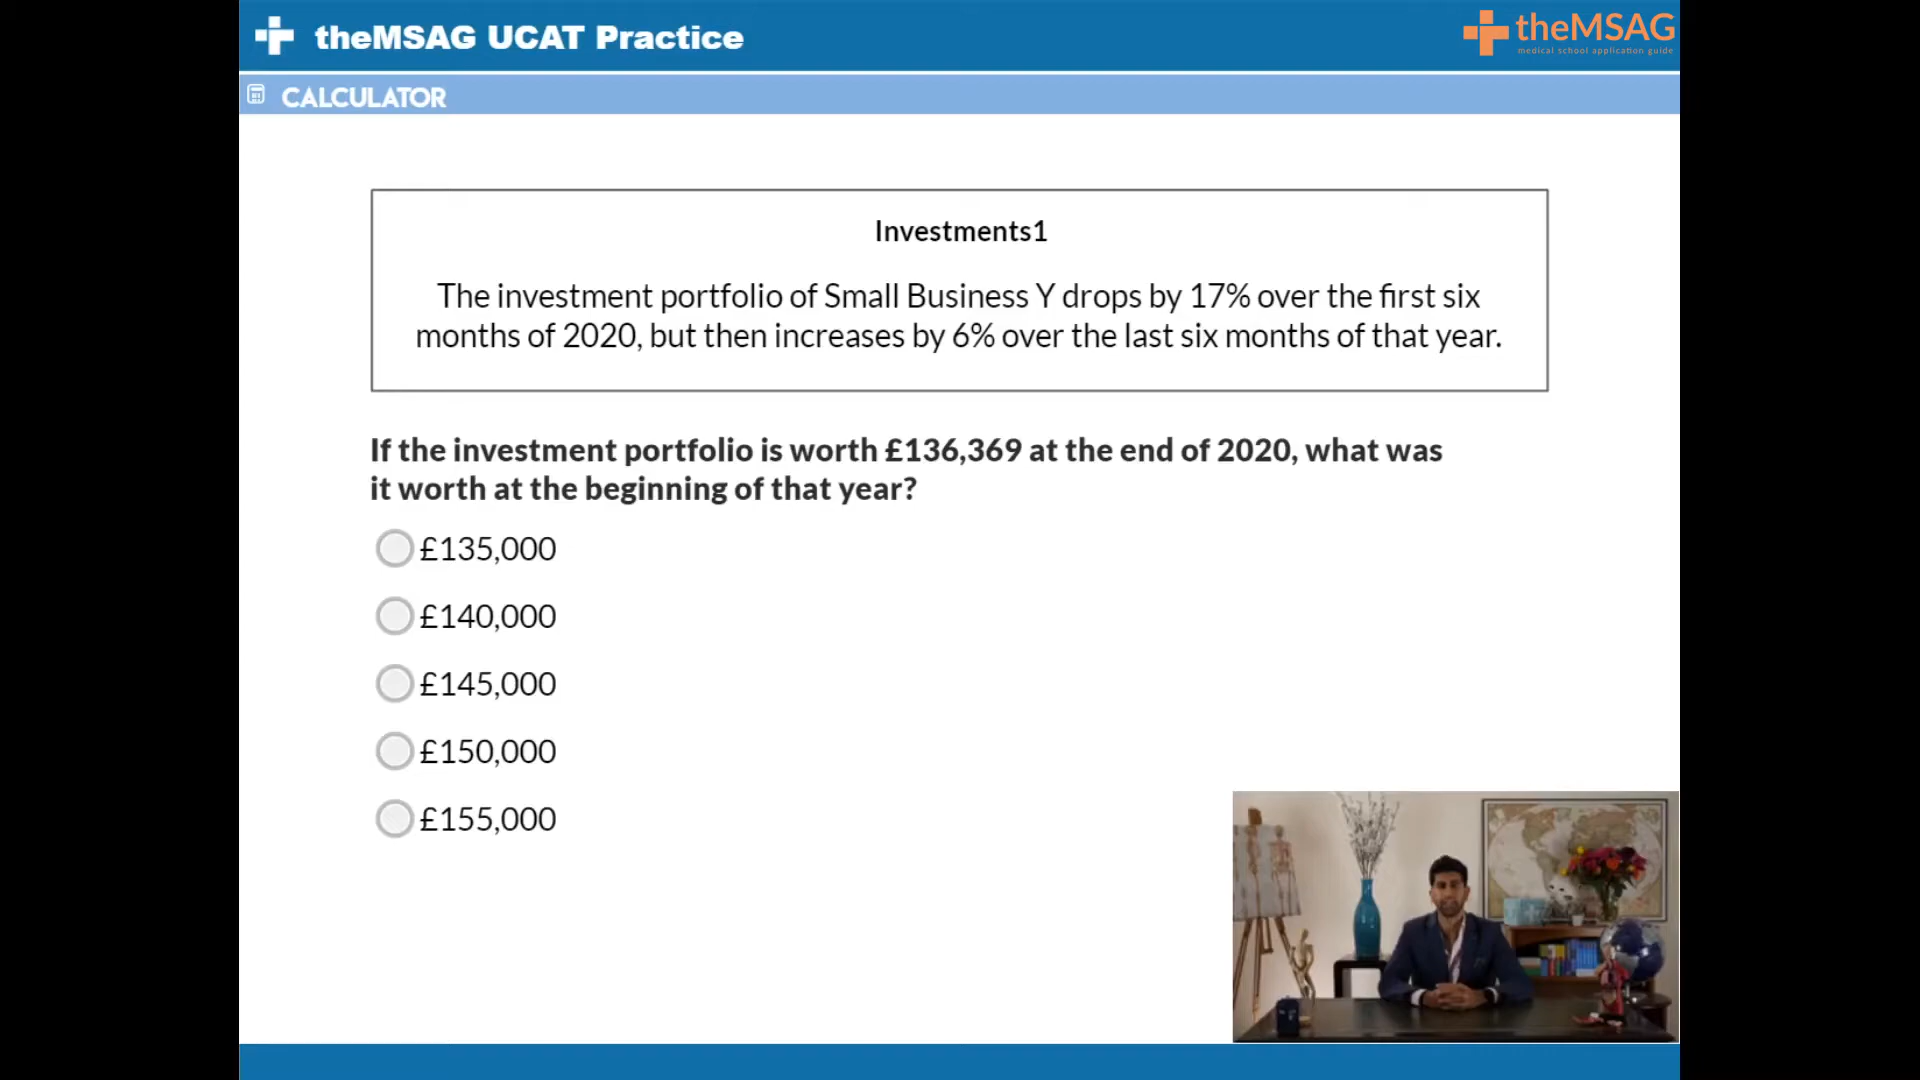 theMSAG UCAT Practice
theMSAG
medical school application guide
CALCULATOR
Investments1
The investment portfolio of Small Business Y drops by 17% over the first six
months of 2020, but then increases by 6% over the last six months of that year.
If the investment portfolio is worth £136,369 at the end of 2020, what was
it worth at the beginning of that year?
£135,000
£140,000
£145,000
£150,000
£155,000